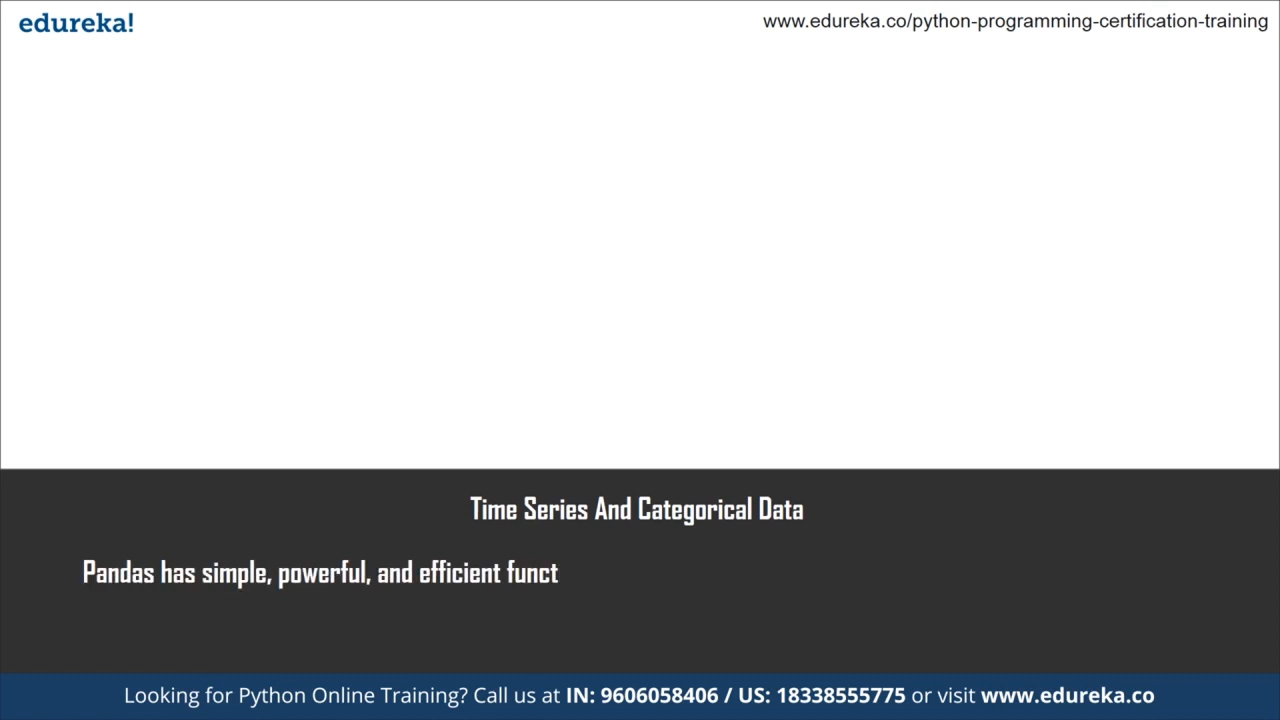 edureka!
www.edureka.co/python-programming-certification-training
Time Series And Categorical Data
Pandas has simple, powerful, and efficient funct
Looking for Python Online Training? Call us at IN: 9606058406 / US: 18338555775 or visit www.edureka.co